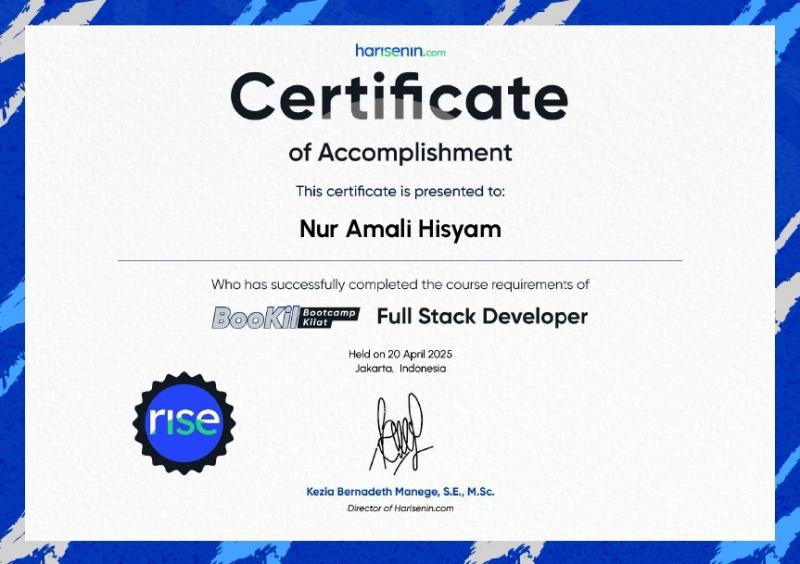 harisenin.com
Certificate
of Accomplishment
This certificate is presented to:
Nur Amali Hisyam
Who has successfully completed the course requirements of
BooKil Bootcamp Kilat Full Stack Developer
Held on 20 April 2025
Jakarta, Indonesia
rise
Kezia Bernadeth Manege, S.E., M.Sc.
Director of Harisenin.com